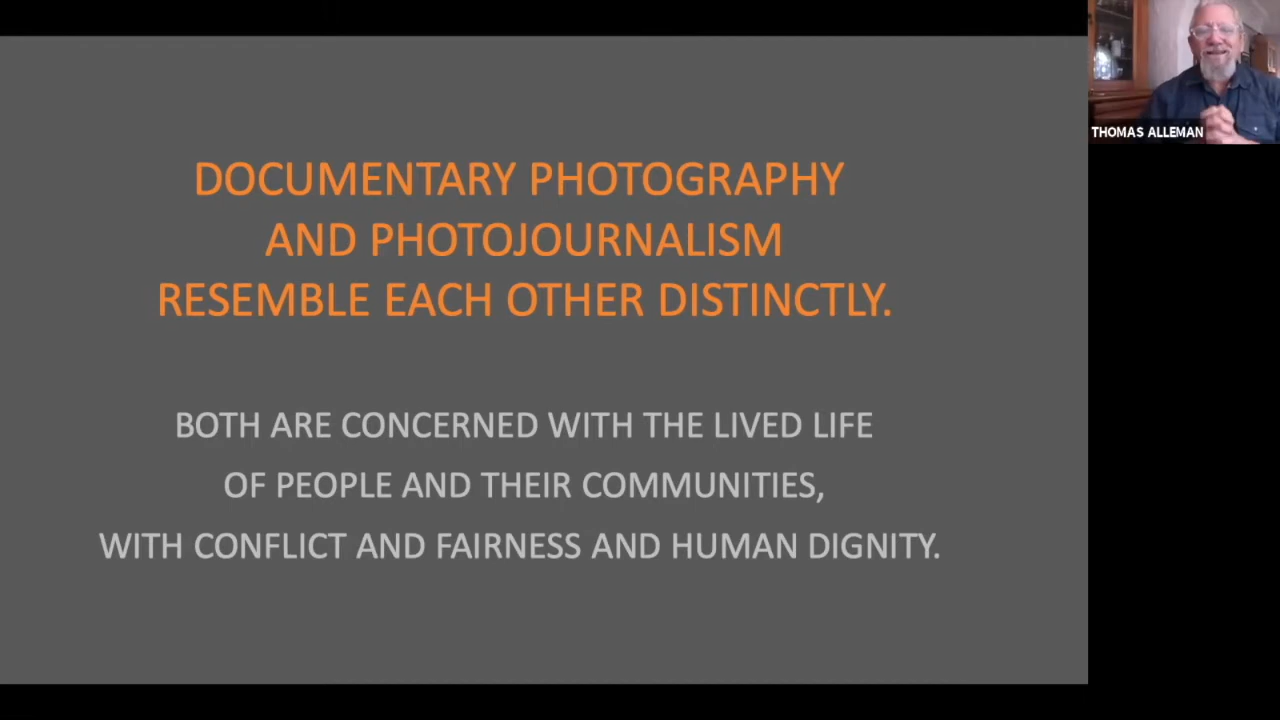 DOCUMENTARY PHOTOGRAPHY
AND PHOTOJOURNALISM
RESEMBLE EACH OTHER DISTINCTLY.
BOTH ARE CONCERNED WITH THE LIVED LIFE
OF PEOPLE AND THEIR COMMUNITIES,
WITH CONFLICT AND FAIRNESS AND HUMAN DIGNITY.
THOMAS ALLEMAN